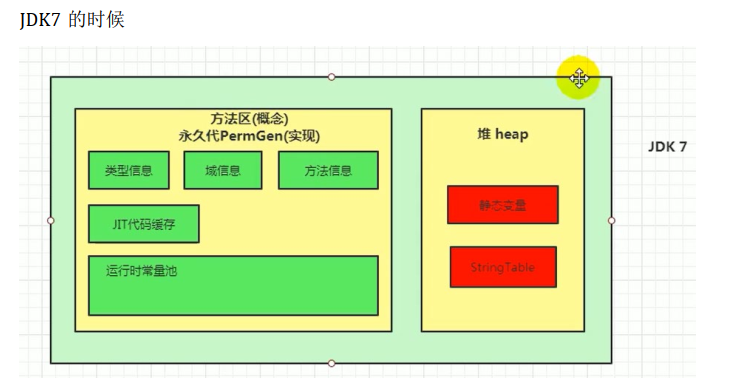 JDK7 的时候
方法区(概念)
永久代PermGen(实现)
类型信息
域信息
方法信息
JIT代码缓存
运行时常量池
堆 heap
静态变量
StringTable
JDK 7